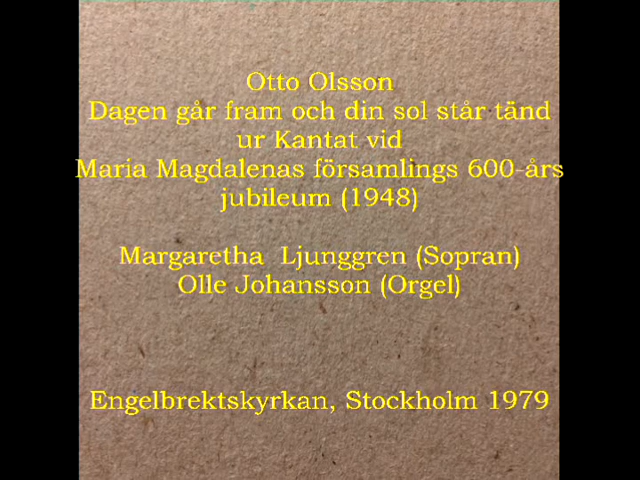 Otto Olsson
Dagen går fram och din sol står tänd
ur Kantat vid
Maria Magdalenas församlings 600-års
jubileum (1948)
Margaretha Ljunggren (Sopran)
Olle Johansson (Orgel)
Engelbrektskyrkan, Stockholm 1979